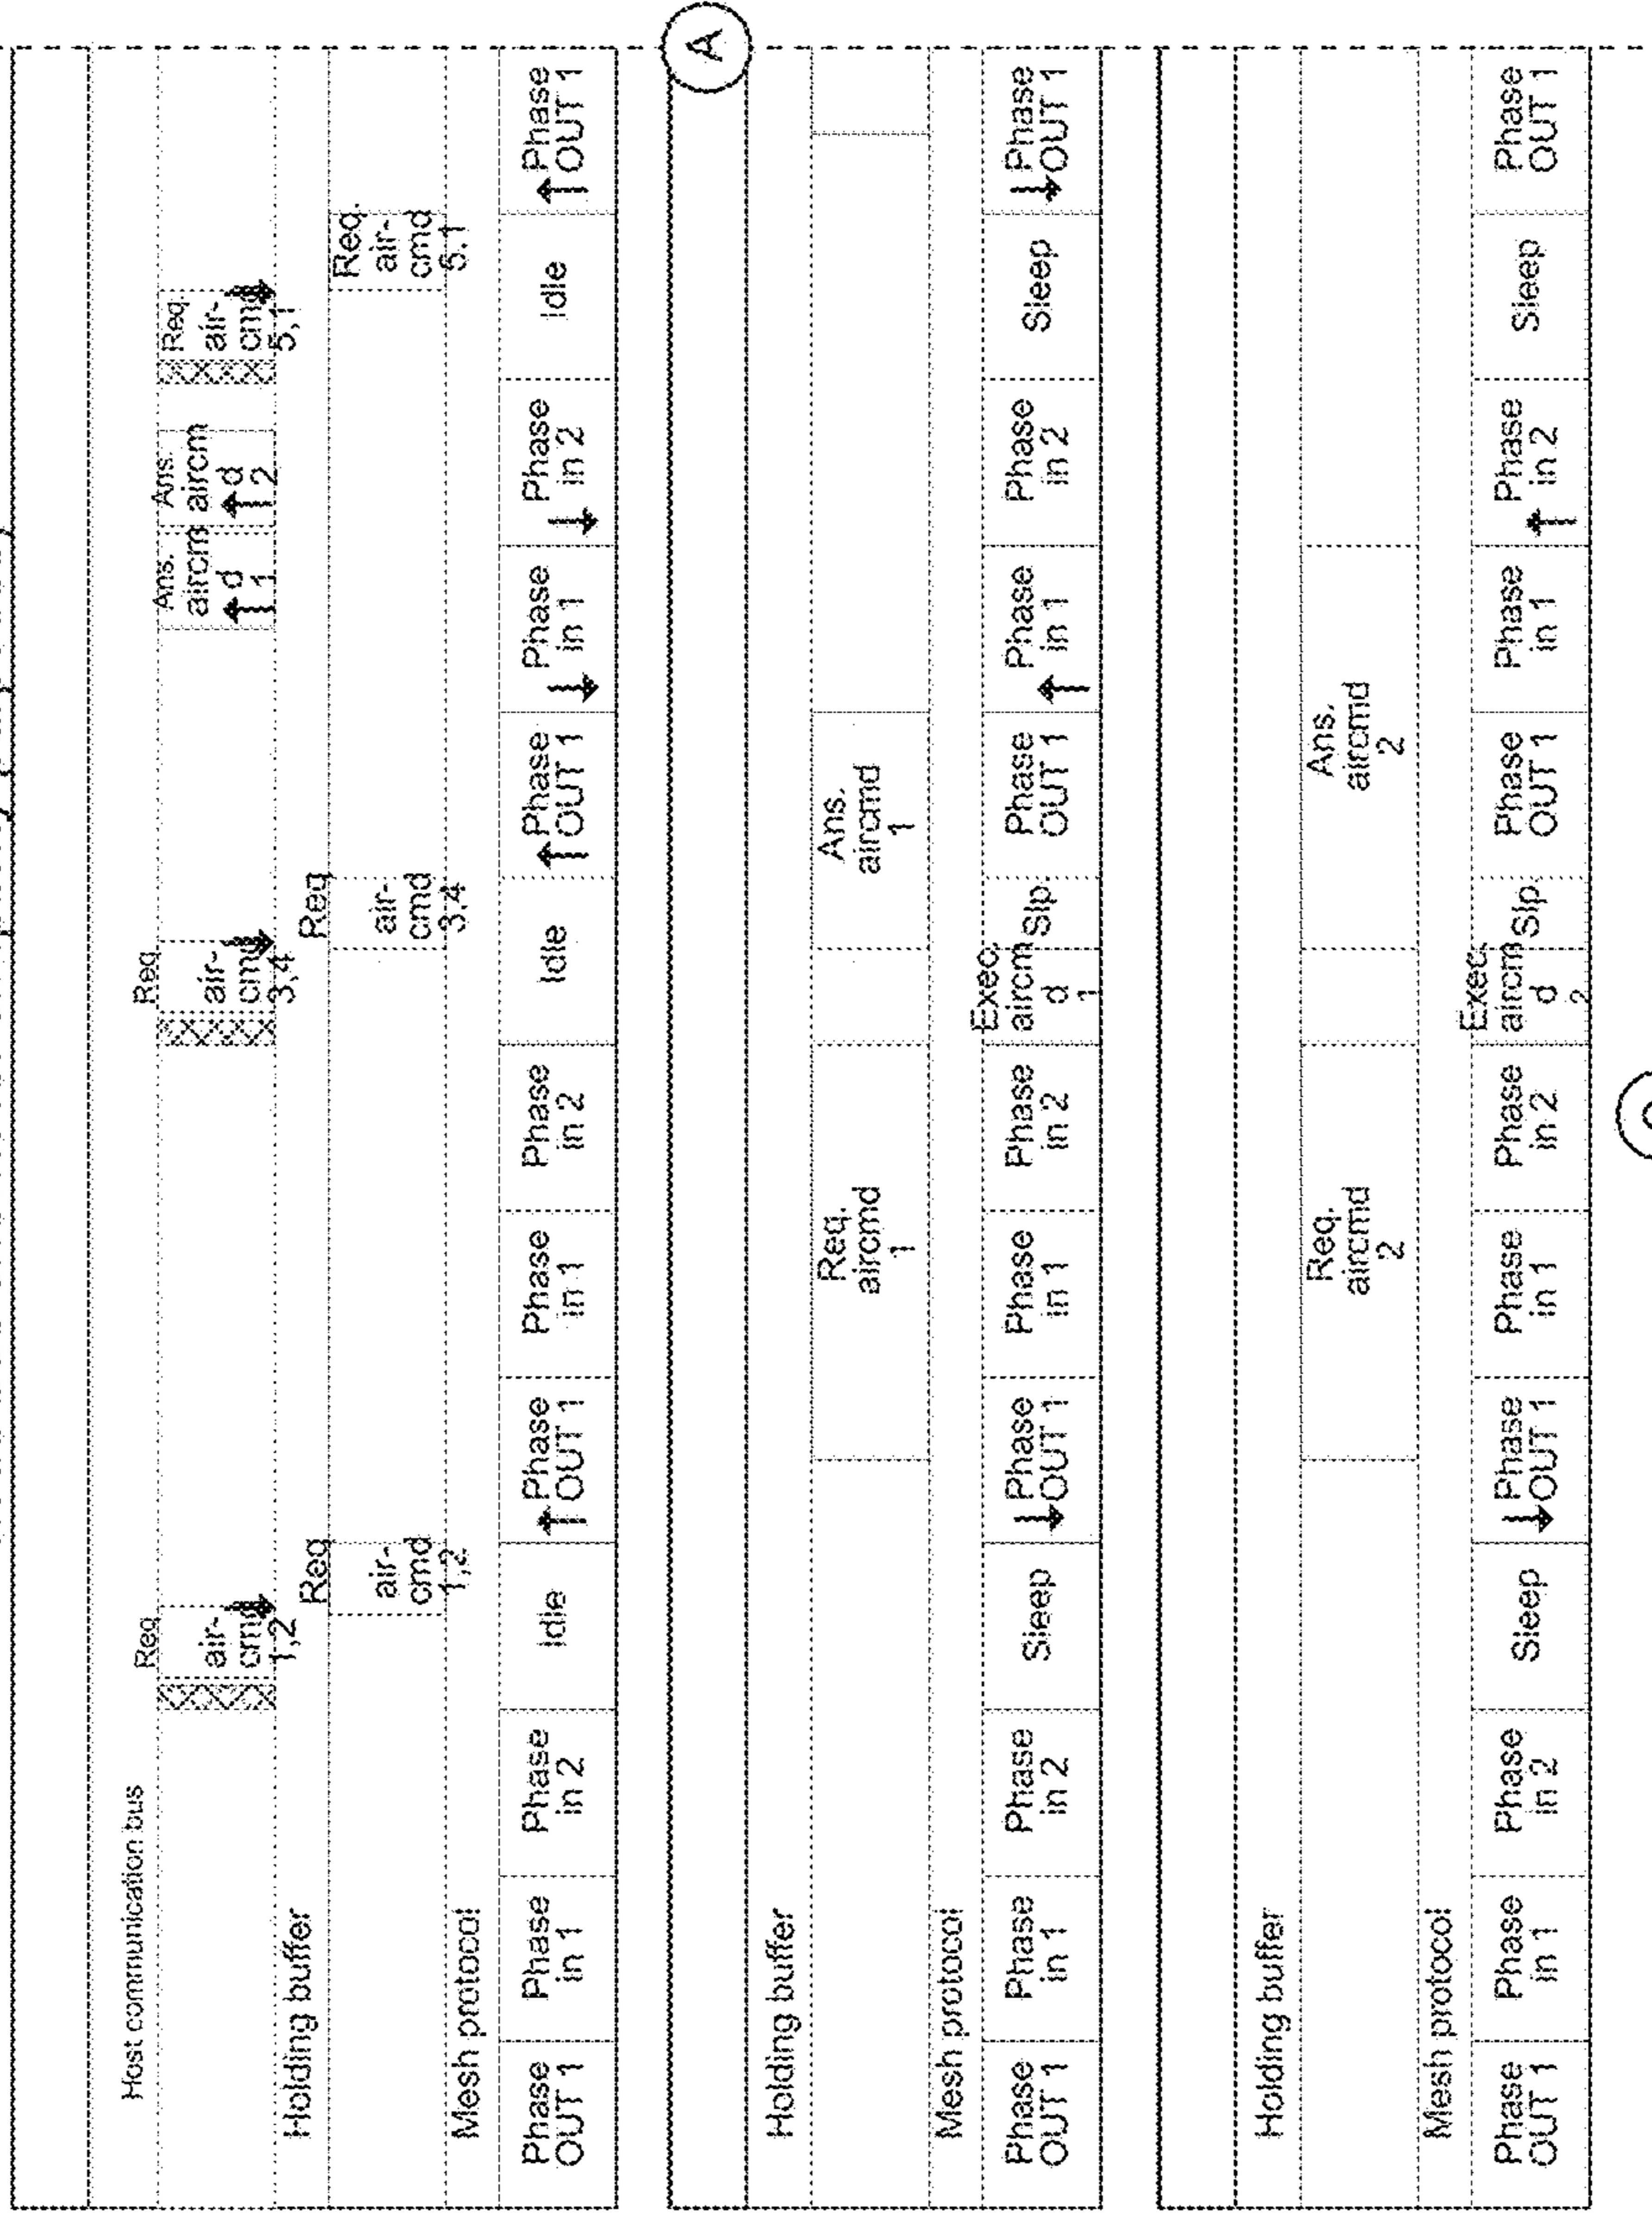 Host communication bus
Req
air-
cmd
1,2
Req
air-
cmd
3,4
Ans.
aircm
d
1
Ans.
aircm
d
2
Req.
air-
cmd
5,1
Holding buffer
Req
air-
cmd
1,2
Req
air-
cmd
3,4
Req.
air-
cmd
5.1
Mesh protocol
Phase
OUT 1
Phase
in 1
Phase
in 2
Idle
Phase
OUT 1
Phase
in 1
Phase
in 2
Idle
Phase
OUT 1
Phase
in 1
Phase
in 2
Idle
Phase
OUT 1
A
Holding buffer
Req.
aircmd
1
Ans.
aircmd
1
Mesh protocol
Phase
OUT 1
Phase
in 1
Phase
in 2
Sleep
Phase
OUT 1
Phase
in 1
Phase
in 2
Exec.
aircm
d
1
Slp.
Phase
OUT 1
Phase
in 1
Phase
in 2
Sleep
Phase
OUT 1
Holding buffer
Req.
aircmd
2
Ans.
aircmd
2
Mesh protocol
Phase
OUT 1
Phase
in 1
Phase
in 2
Sleep
Phase
OUT 1
Phase
in 1
Phase
in 2
Exec.
aircm
d
2
Slp.
Phase
OUT 1
Phase
in 1
Phase
in 2
Sleep
Phase
OUT 1